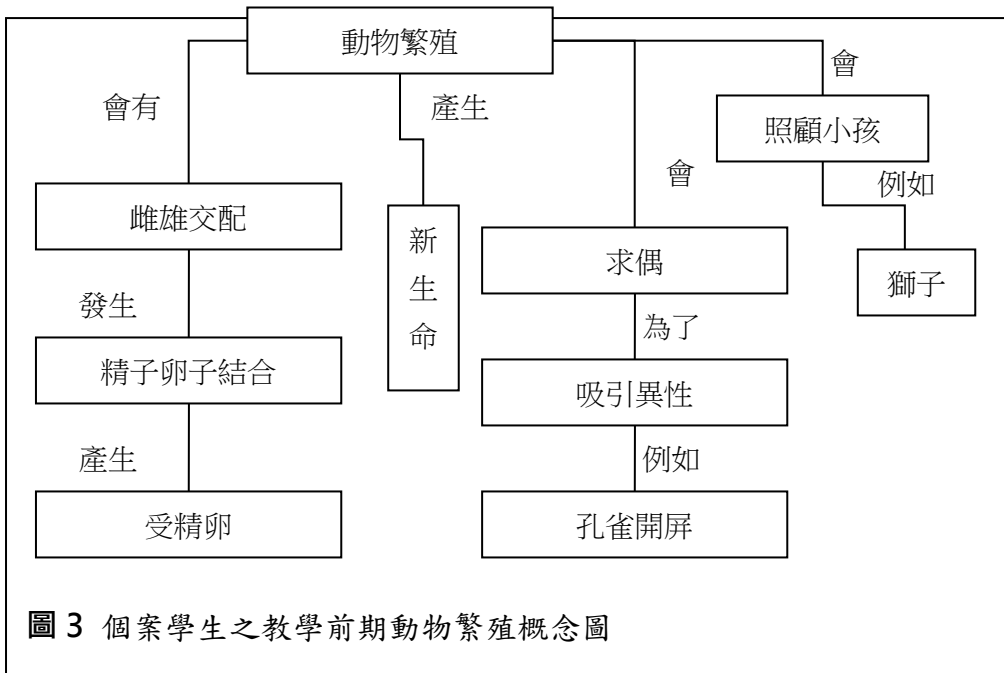 動物繁殖
會有
產生
會
會
照顧小孩
例如
獅子
雌雄交配
發生
精子卵子結合
產生
受精卵
新
生
命
求偶
為了
吸引異性
例如
孔雀開屏
圖 3 個案學生之教學前期動物繁殖概念圖